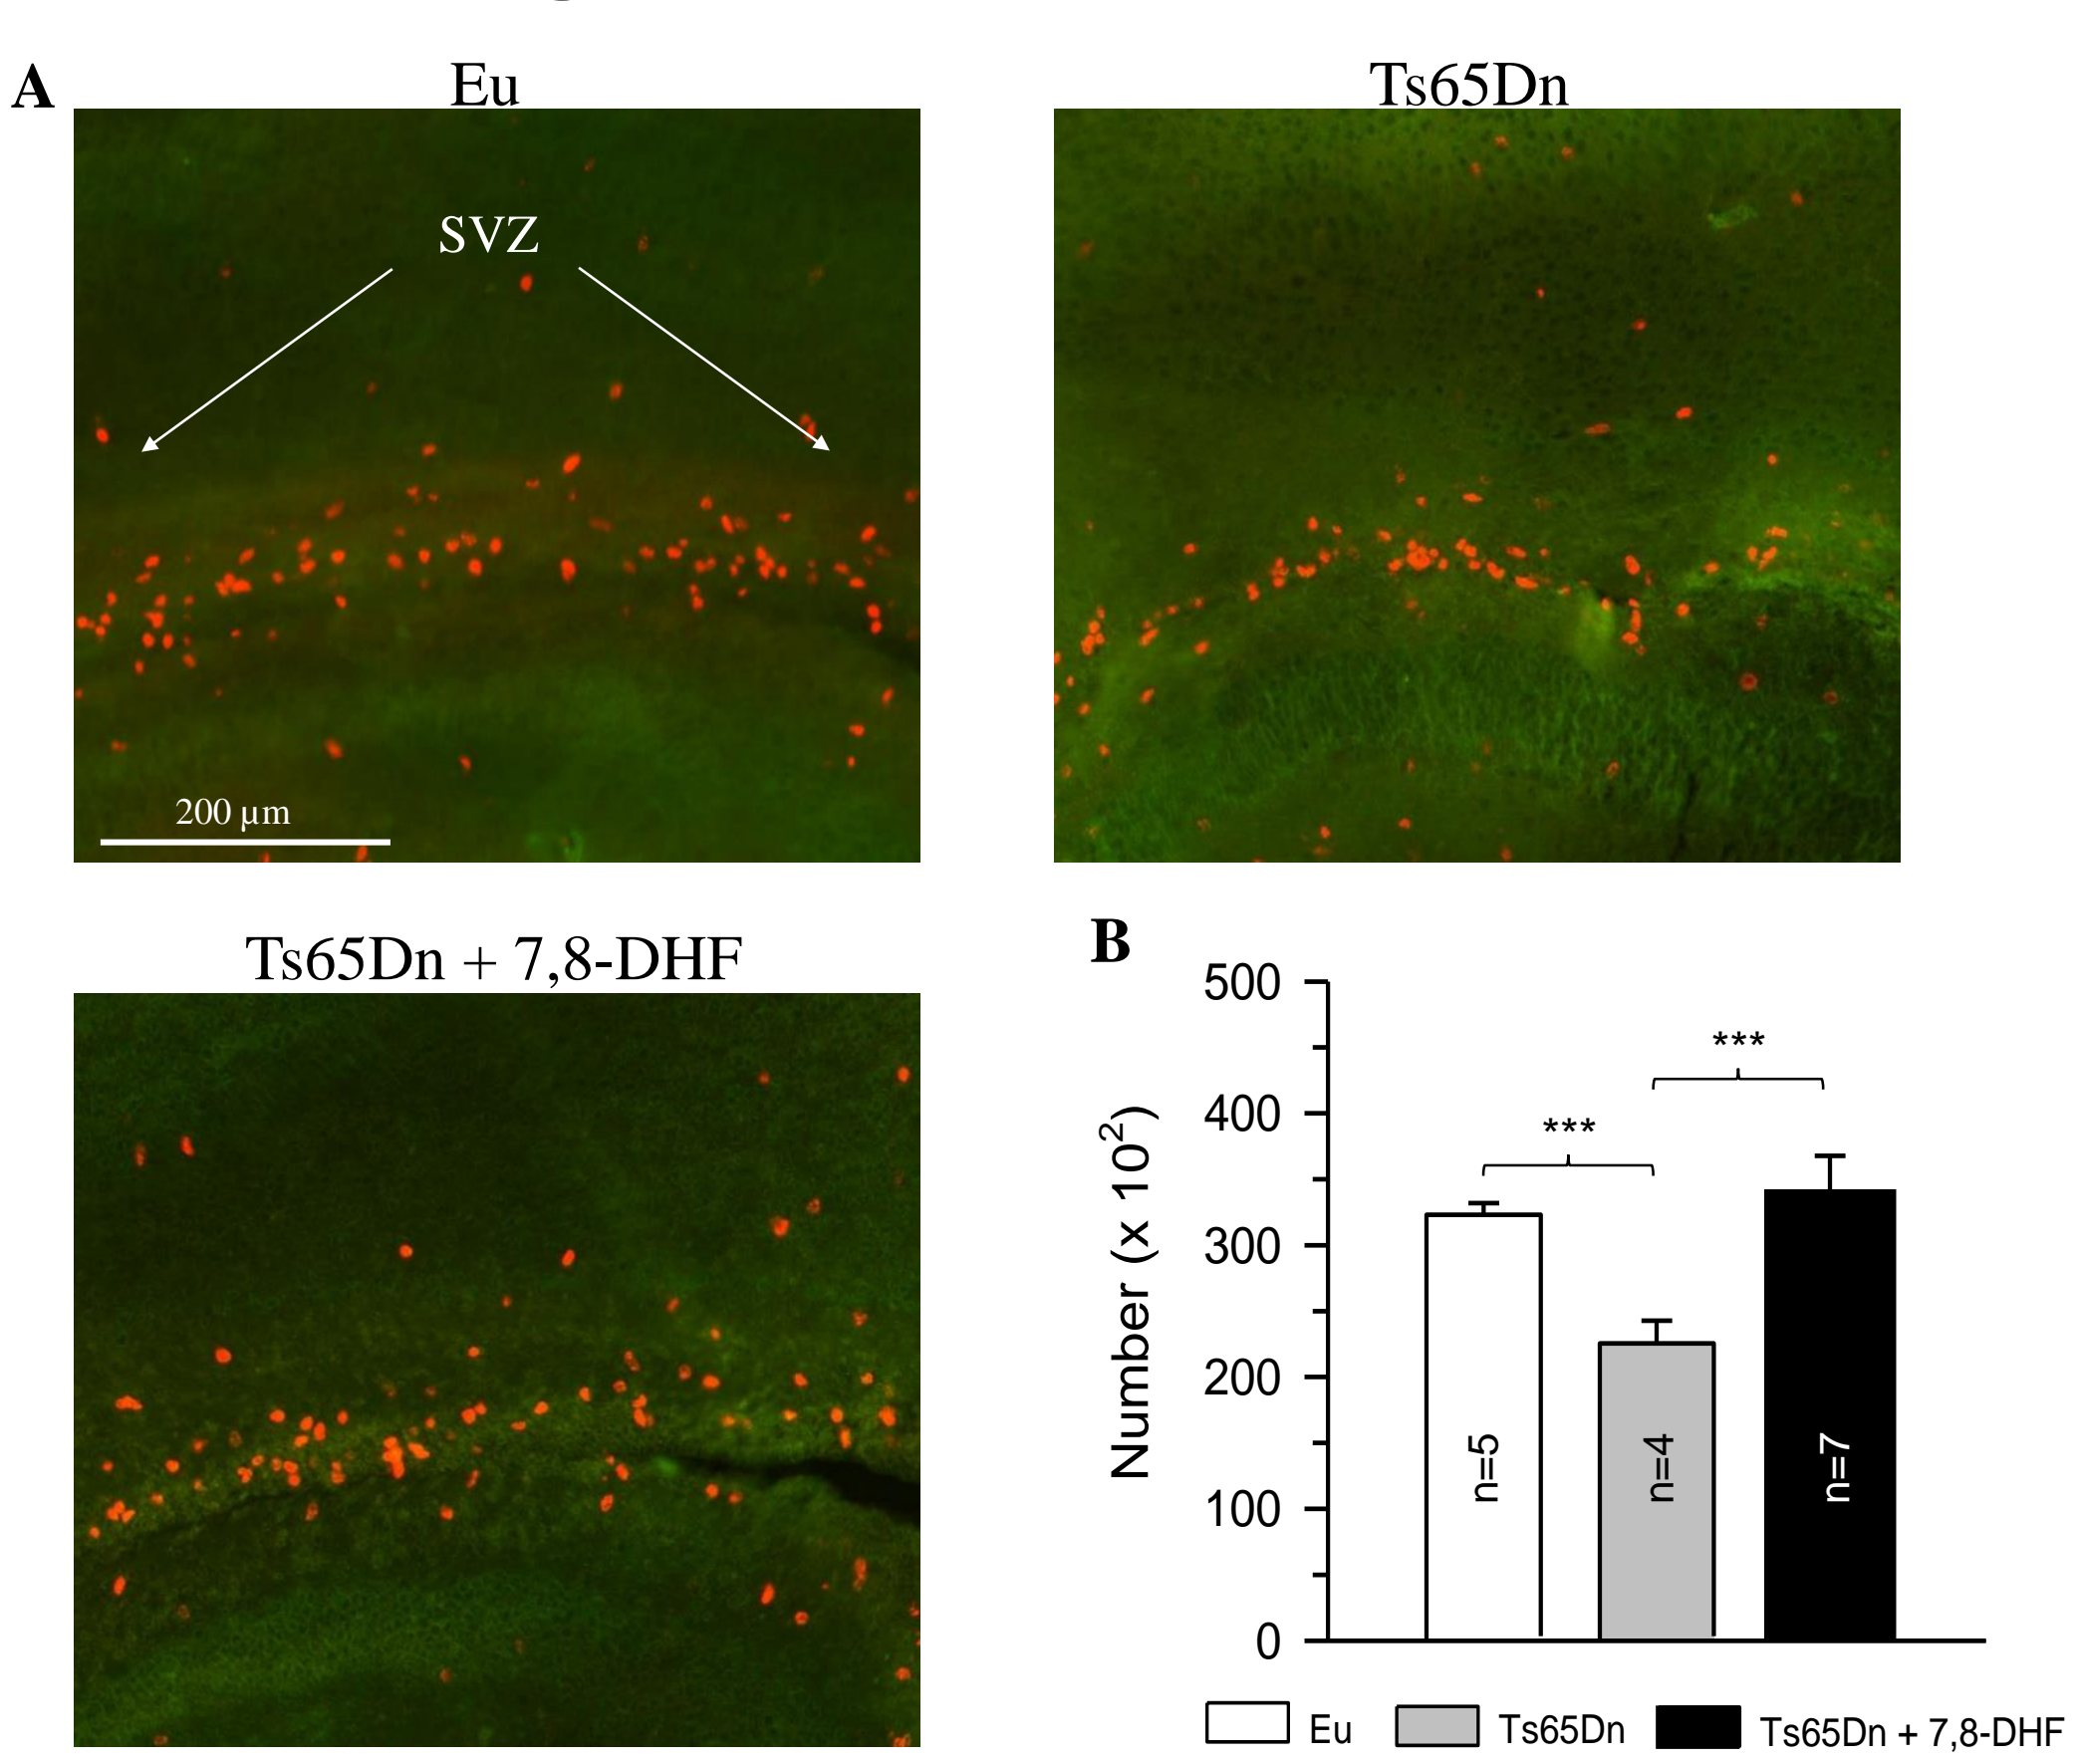 A
Eu
Ts65Dn
SVZ
200 µm
Ts65Dn + 7,8-DHF
B
500
400
300
200
100
0
Number (x 10²)
***
***
n=5
n=4
n=7
Eu
Ts65Dn
Ts65Dn + 7,8-DHF